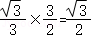 √3/3 × 3/2 = √3/2